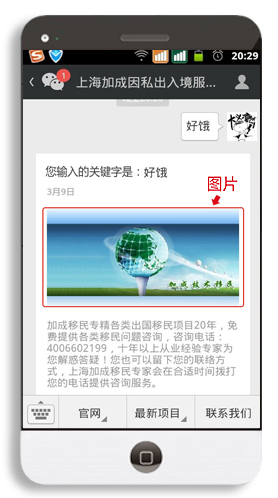 20:29
1
上海加成因私出入境服...
好饿
您输入的关键字是：好饿
3月9日
图片
加成技术移民
加成移民专精各类出国移民项目20年，免
费提供各类移民问题咨询，咨询电话：
4006602199，十年以上从业经验专家为
您解惑答疑！您也可以留下您的联络方
式，上海加成移民专家会在合适时间拨打
您的电话提供咨询服务。
官网
最新项目
联系我们